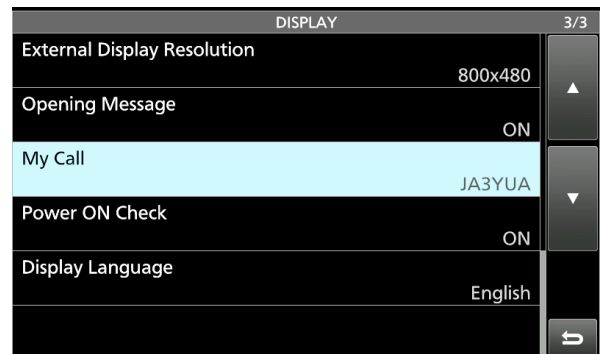 DISPLAY 3/3
External Display Resolution
800x480
Opening Message
ON
My Call
JA3YUA
Power ON Check
ON
Display Language
English